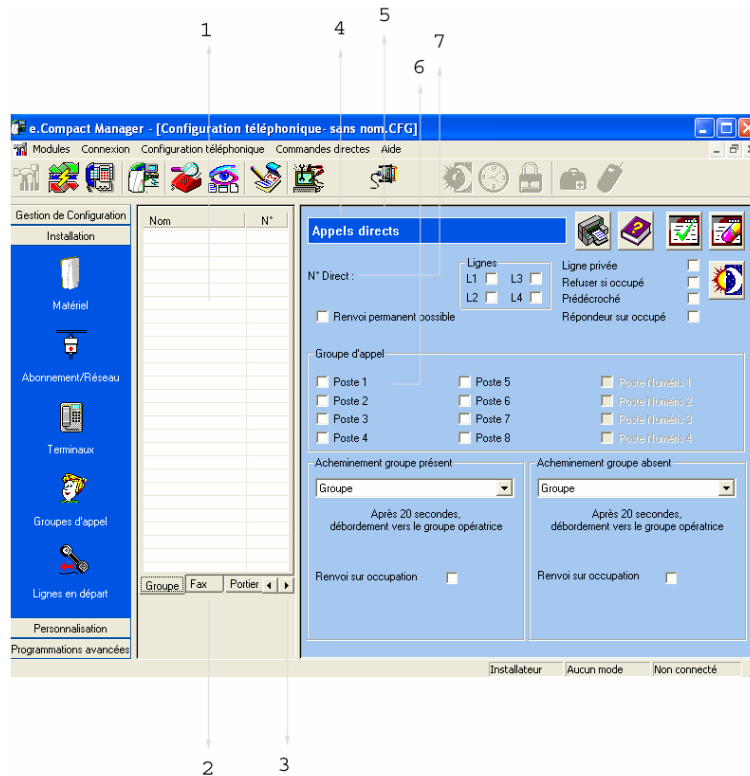 1
4
5
7
6
e.Compact Manager - [Configuration téléphonique- sans nom.CFG]
Modules Connexion Configuration téléphonique Commandes directes Aide
Gestion de Configuration
Installation
Matériel
Abonnement/Réseau
Terminaux
Groupes d'appel
Lignes en départ
Personnalisation
Programmations avancées
Nom N°
Groupe Fax Portier
Appels directs
N° Direct :
Lignes
L1 L3
L2 L4
Ligne privée
Refuser si occupé
Prédécroché
Répondeur sur occupé
Renvoi permanent possible
Groupe d'appel
Poste 1 Poste 5 Poste Numéris 1
Poste 2 Poste 6 Poste Numéris 2
Poste 3 Poste 7 Poste Numéris 3
Poste 4 Poste 8 Poste Numéris 4
Acheminement groupe présent
Groupe
Après 20 secondes,
débordement vers le groupe opératrice
Renvoi sur occupation
Acheminement groupe absent
Groupe
Après 20 secondes,
débordement vers le groupe opératrice
Renvoi sur occupation
Installateur Aucun mode Non connecté
2
3